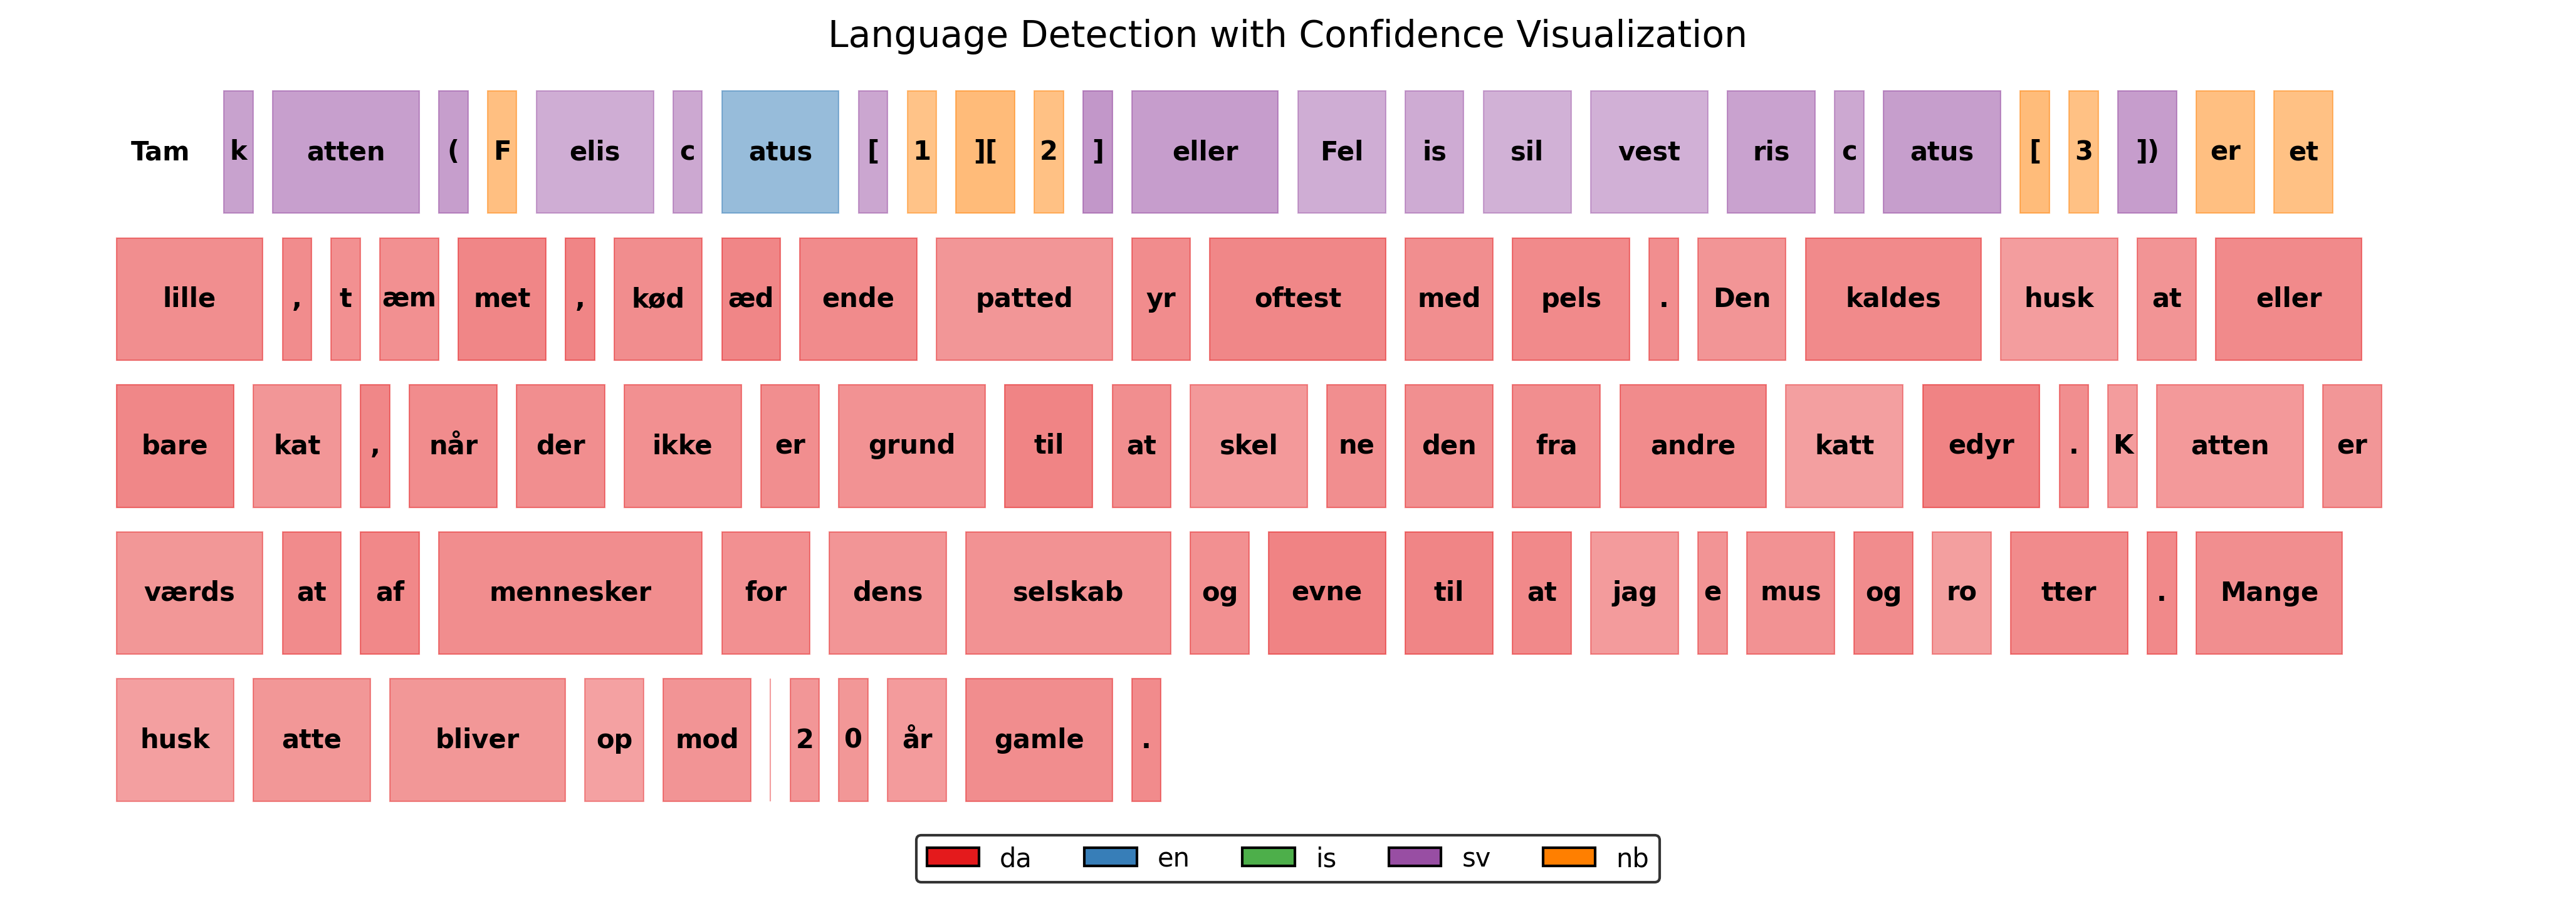 Language Detection with Confidence Visualization
Tam k atten ( F elis c atus [ 1 ][ 2 ] eller Fel is sil vest ris c atus [ 3 ]) er et
lille , t æm met , kød æd ende patted yr oftest med pels . Den kaldes husk at eller
bare kat , når der ikke er grund til at skel ne den fra andre katt edyr . K atten er
værds at af mennesker for dens selskab og evne til at jag e mus og ro tter . Mange
husk atte bliver op mod 2 0 år gamle .
da en is sv nb